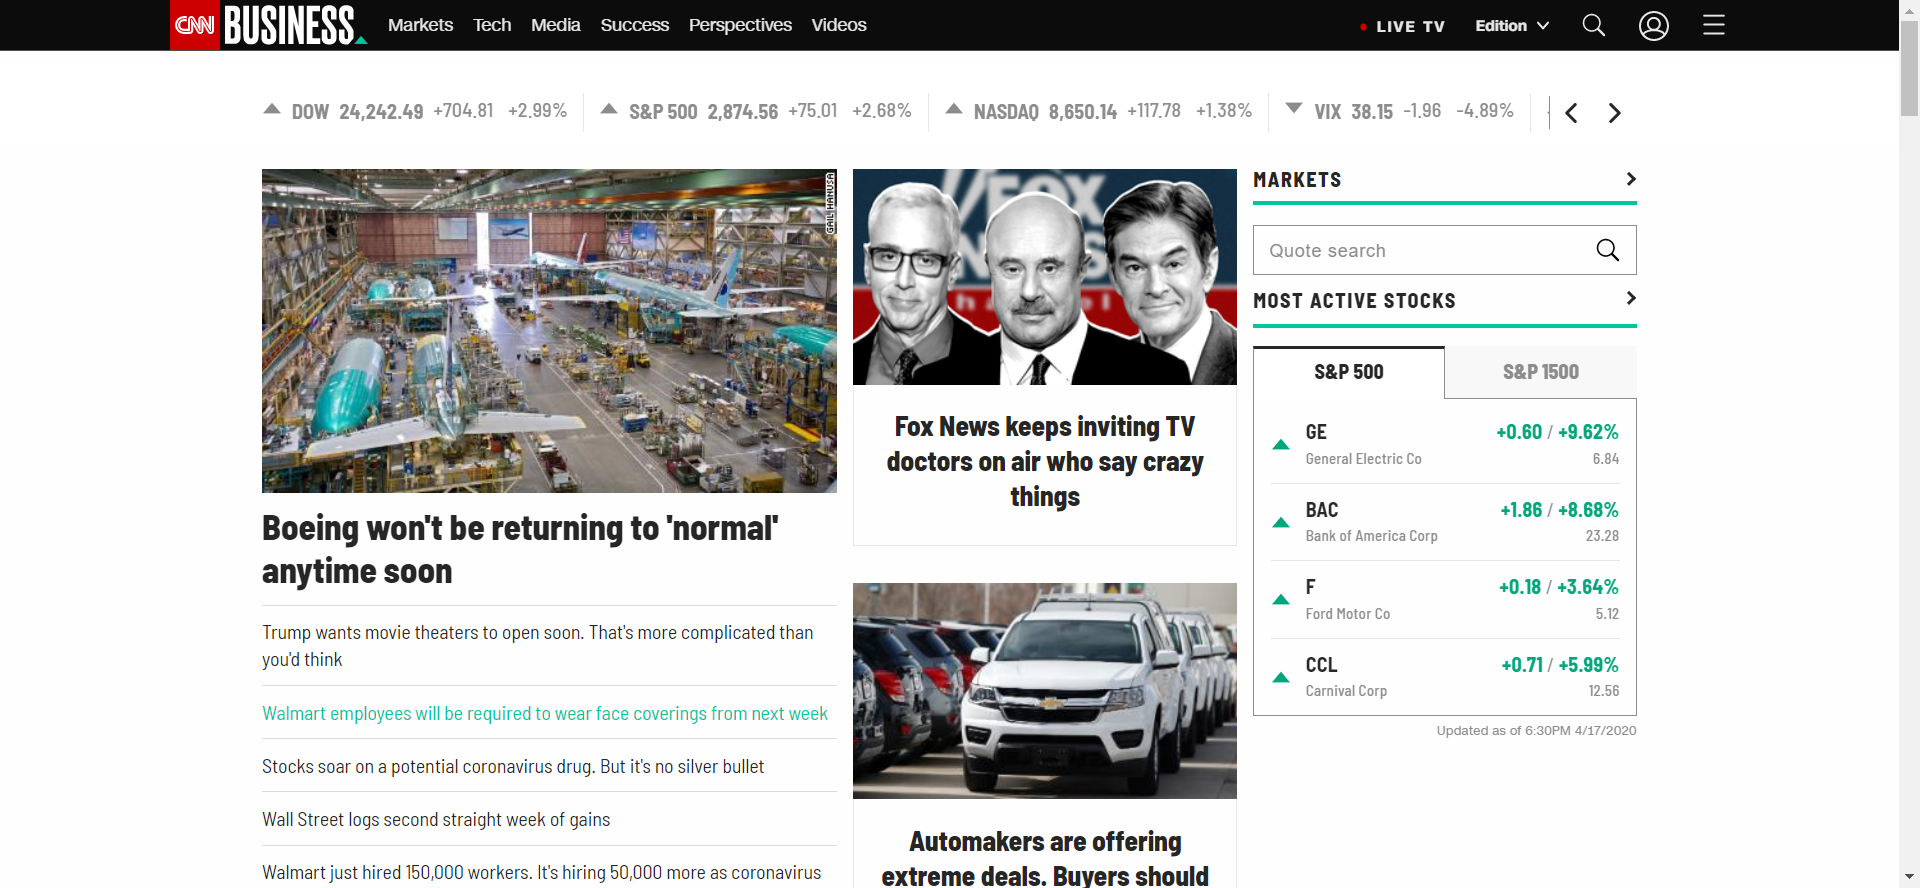 CNN BUSINESS Markets Tech Media Success Perspectives Videos LIVE TV Edition
DOW 24,242.49 +704.81 +2.99% S&P 500 2,874.56 +75.01 +2.68% NASDAQ 8,650.14 +117.78 +1.38% VIX 38.15 -1.96 -4.89%
GAIL HANUSA
Boeing won't be returning to 'normal'
anytime soon
Trump wants movie theaters to open soon. That's more complicated than
you'd think
Walmart employees will be required to wear face coverings from next week
Stocks soar on a potential coronavirus drug. But it's no silver bullet
Wall Street logs second straight week of gains
Walmart just hired 150,000 workers. It's hiring 50,000 more as coronavirus
FOX
Fox News keeps inviting TV
doctors on air who say crazy
things
Automakers are offering
extreme deals. Buyers should
MARKETS
Quote search
MOST ACTIVE STOCKS
S&P 500 S&P 1500
GE +0.60 / +9.62%
General Electric Co 6.84
BAC +1.86 / +8.68%
Bank of America Corp 23.28
F +0.18 / +3.64%
Ford Motor Co 5.12
CCL +0.71 / +5.99%
Carnival Corp 12.56
Updated as of 6:30PM 4/17/2020